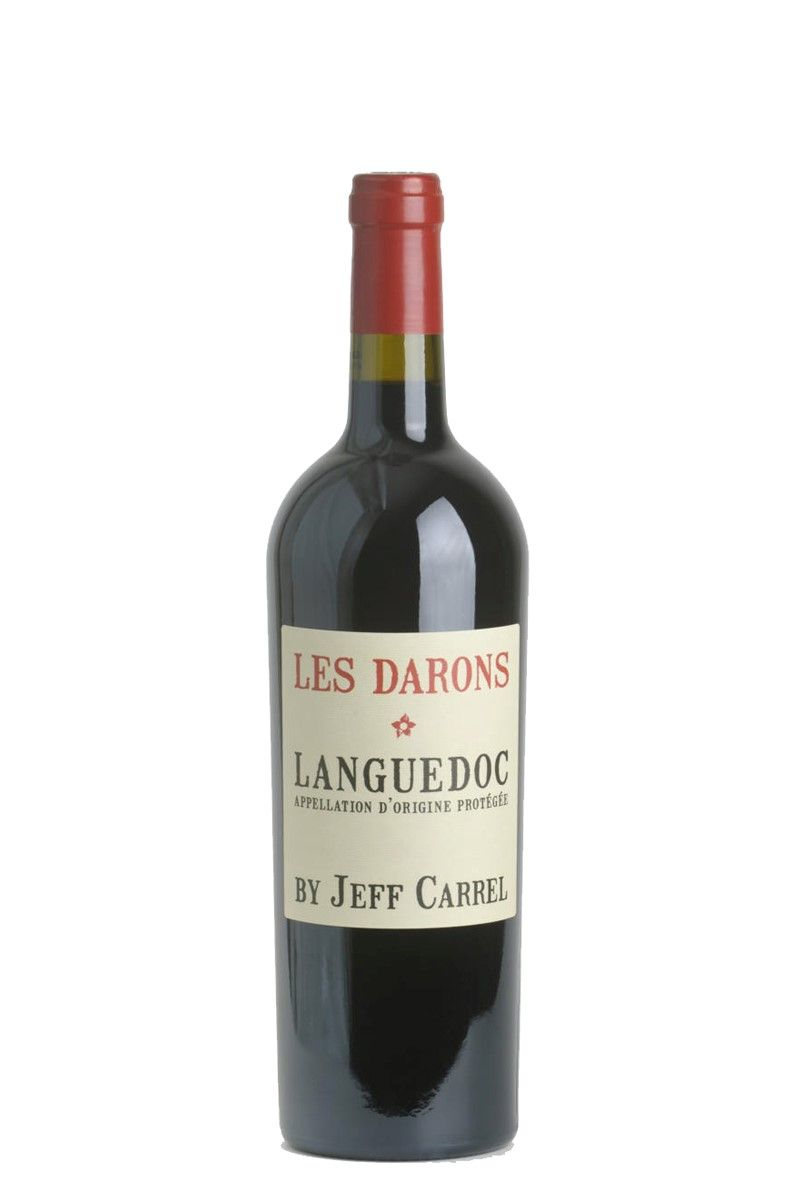 LES DARONS
LANGUEDOC
APPELLATION D'ORIGINE PROTÉGÉE
BY JEFF CARREL